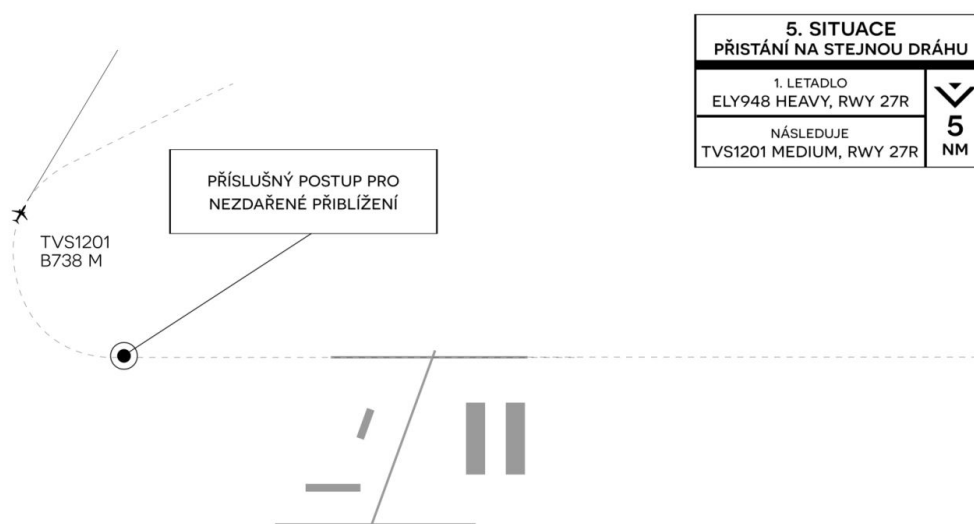 5. SITUACE
PŘISTÁNÍ NA STEJNOU DRÁHU
1. LETADLO
ELY948 HEAVY, RWY 27R
NÁSLEDUJE
TVS1201 MEDIUM, RWY 27R
5
NM
PŘÍSLUŠNÝ POSTUP PRO
NEZDAŘENÉ PŘIBLÍŽENÍ
TVS1201
B738 M